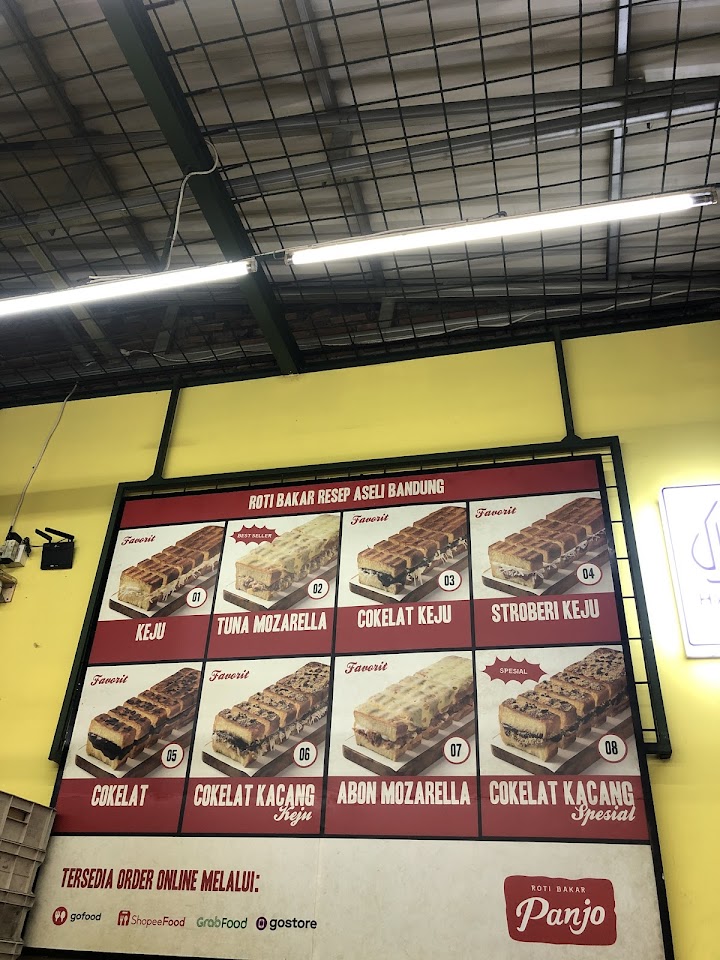 ROTI BAKAR RESEP ASELI BANDUNG
Favorit
01
KEJU
BEST SELLER
02
TUNA MOZARELLA
Favorit
03
COKELAT KEJU
Favorit
04
STROBERI KEJU
Favorit
05
COKELAT
Favorit
06
COKELAT KACANG
Keju
Favorit
07
ABON MOZARELLA
SPESIAL
08
COKELAT KACANG
Spesial
TERSEDIA ORDER ONLINE MELALUI:
gofood ShopeeFood GrabFood gostore
ROTI BAKAR
Panjo